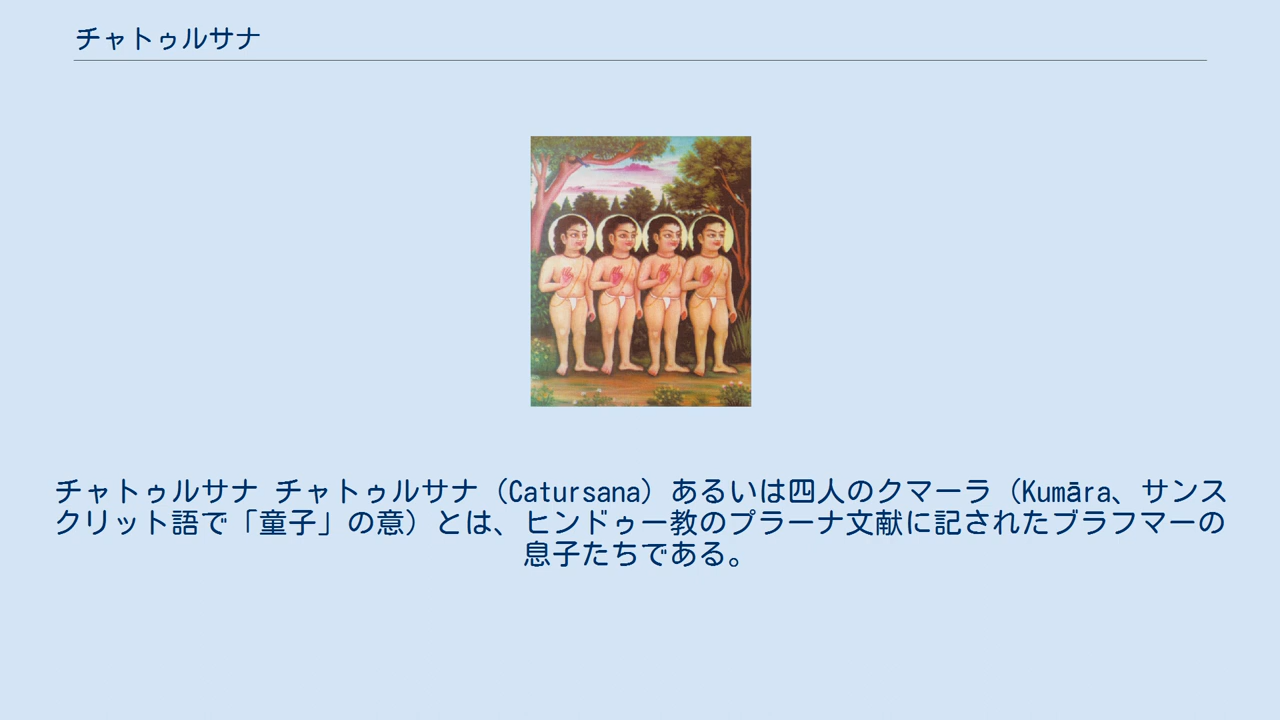 チャトゥルサナ
チャトゥルサナ チャトゥルサナ（Catursana）あるいは四人のクマーラ（Kumāra、サンス
クリット語で「童子」の意）とは、ヒンドゥー教のプラーナ文献に記されたブラフマーの
息子たちである。